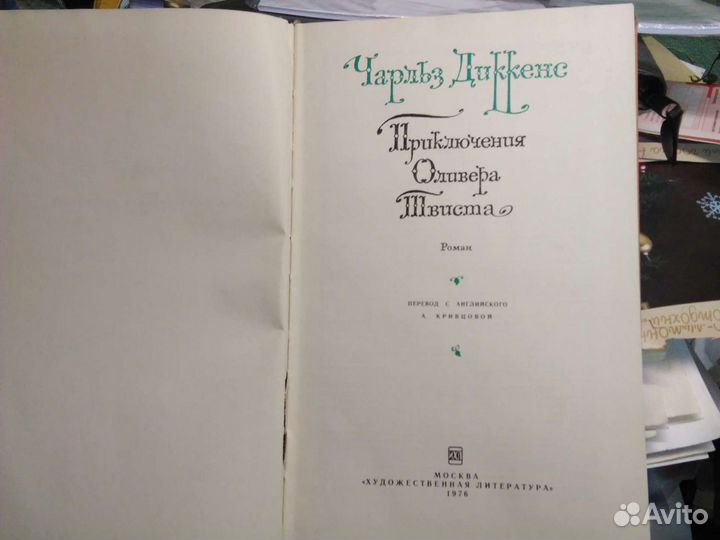 Чарльз Диккенс
Приключения
Оливера
Твиста
Роман
ПЕРЕВОД С АНГЛИЙСКОГО
А. КРИВЦОВОЙ
МОСКВА
«ХУДОЖЕСТВЕННАЯ ЛИТЕРАТУРА»
1976
Avito